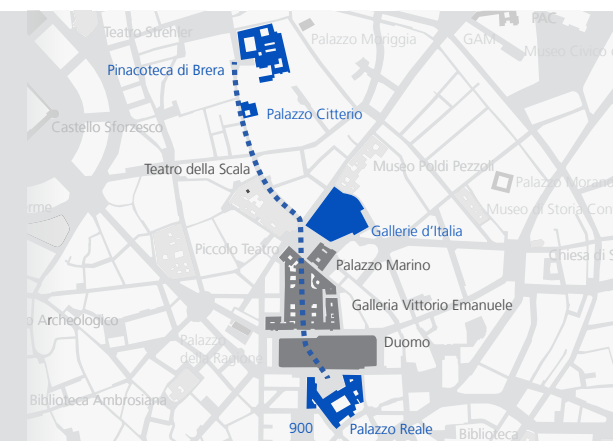 PAC
Teatro Strehler
Palazzo Moriggia
GAM
Museo Civico
Pinacoteca di Brera
Palazzo Citterio
Castello Sforzesco
Teatro della Scala
Museo Poldi Pezzoli
Palazzo Morand
Museo di Storia Con
Gallerie d’Italia
Piccolo Teatro
Chiesa di S
Palazzo Marino
Galleria Vittorio Emanuele
Archeologico
Palazzo
della Ragione
Duomo
Biblioteca Ambrosiana
900
Palazzo Reale
Biblioteca